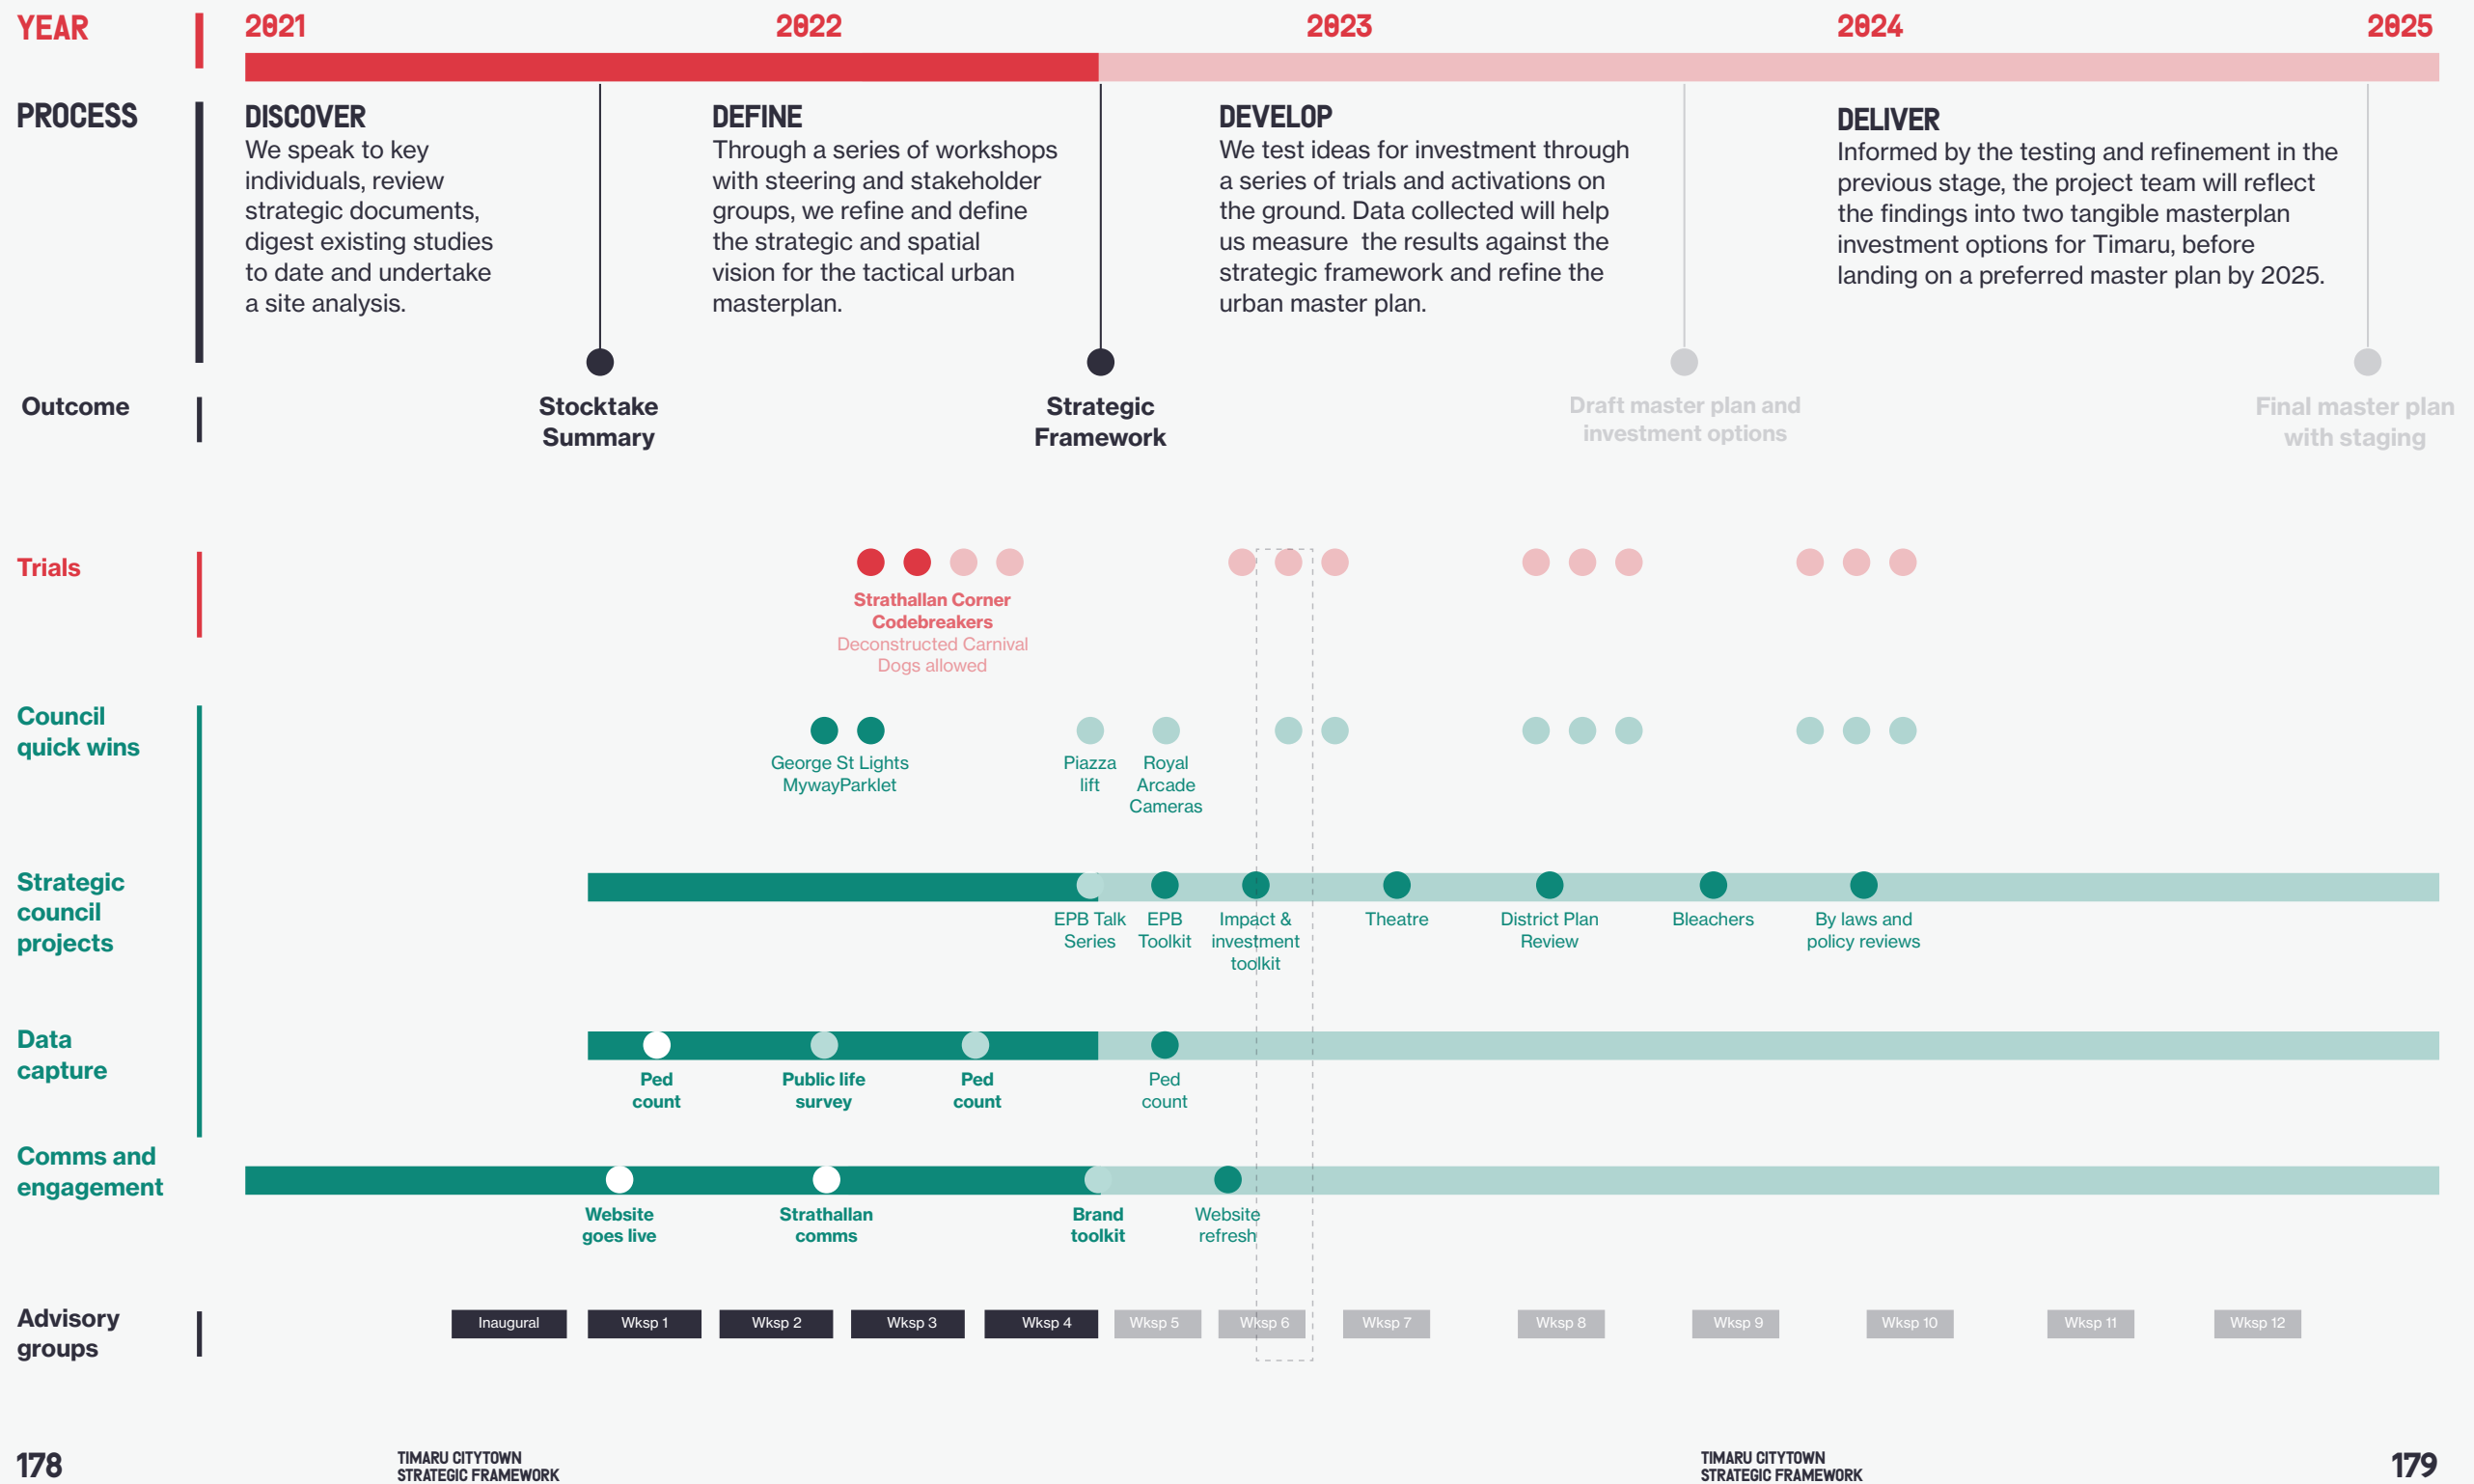 YEAR
2021
2022
2023
2024
2025
PROCESS
DISCOVER
We speak to key
individuals, review
strategic documents,
digest existing studies
to date and undertake
a site analysis.
DEFINE
Through a series of workshops
with steering and stakeholder
groups, we refine and define
the strategic and spatial
vision for the tactical urban
masterplan.
DEVELOP
We test ideas for investment through
a series of trials and activations on
the ground. Data collected will help
us measure  the results against the
strategic framework and refine the
urban master plan.
DELIVER
Informed by the testing and refinement in the
previous stage, the project team will reflect
the findings into two tangible masterplan
investment options for Timaru, before
landing on a preferred master plan by 2025.
Outcome
Stocktake
Summary
Strategic
Framework
Draft master plan and
investment options
Final master plan
with staging
Trials
Strathallan Corner
Codebreakers
Deconstructed Carnival
Dogs allowed
Council
quick wins
George St Lights
MywayParklet
Piazza
lift
Royal
Arcade
Cameras
Strategic
council
projects
EPB Talk
Series
EPB
Toolkit
Impact &
investment
toolkit
Theatre
District Plan
Review
Bleachers
By laws and
policy reviews
Data
capture
Ped
count
Public life
survey
Ped
count
Ped
count
Comms and
engagement
Website
goes live
Strathallan
comms
Brand
toolkit
Website
refresh
Advisory
groups
Inaugural
Wksp 1
Wksp 2
Wksp 3
Wksp 4
Wksp 5
Wksp 6
Wksp 7
Wksp 8
Wksp 9
Wksp 10
Wksp 11
Wksp 12
178
TIMARU CITYTOWN
STRATEGIC FRAMEWORK
TIMARU CITYTOWN
STRATEGIC FRAMEWORK
179